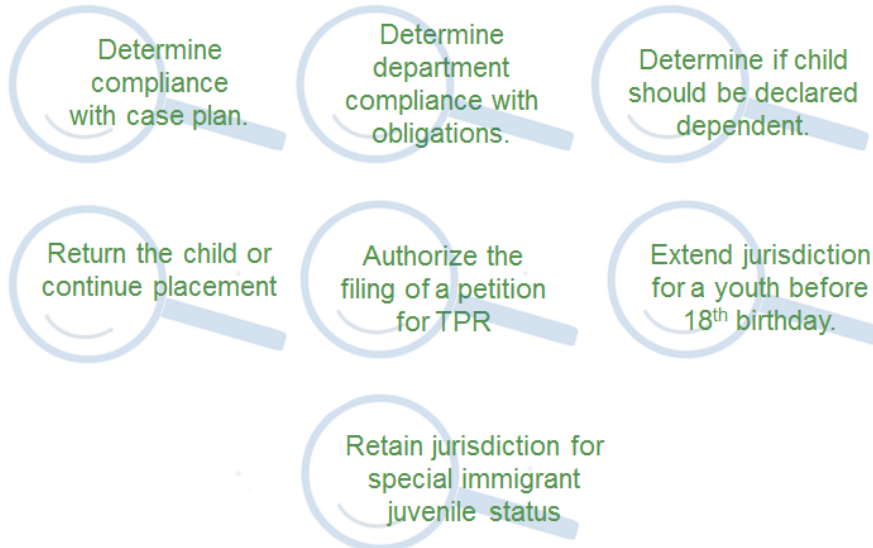 Determine
compliance
with case plan.
Determine
department
compliance with
obligations.
Determine if child
should be declared
dependent.
Return the child or
continue placement
Authorize the
filing of a petition
for TPR
Extend jurisdiction
for a youth before
18th birthday.
Retain jurisdiction for
special immigrant
juvenile status